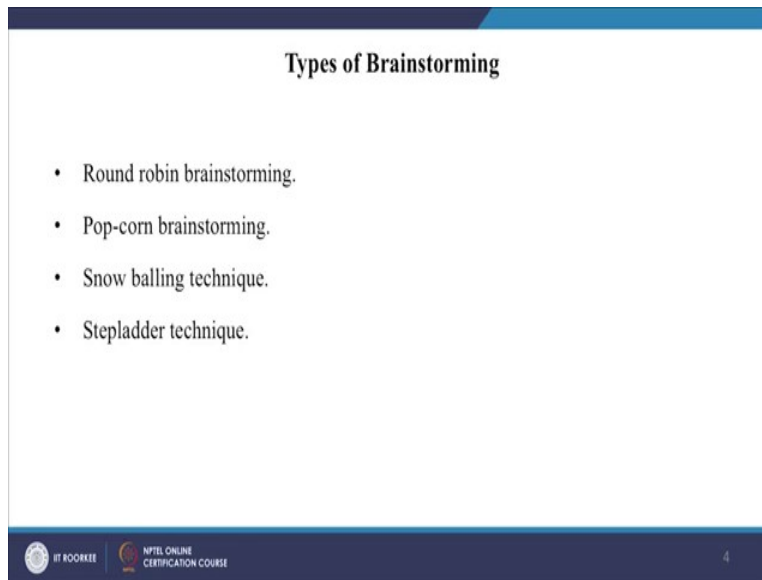 Types of Brainstorming
• Round robin brainstorming.
• Pop-corn brainstorming.
• Snow balling technique.
• Stepladder technique.
IIT ROORKEE
NPTEL ONLINE
CERTIFICATION COURSE
4